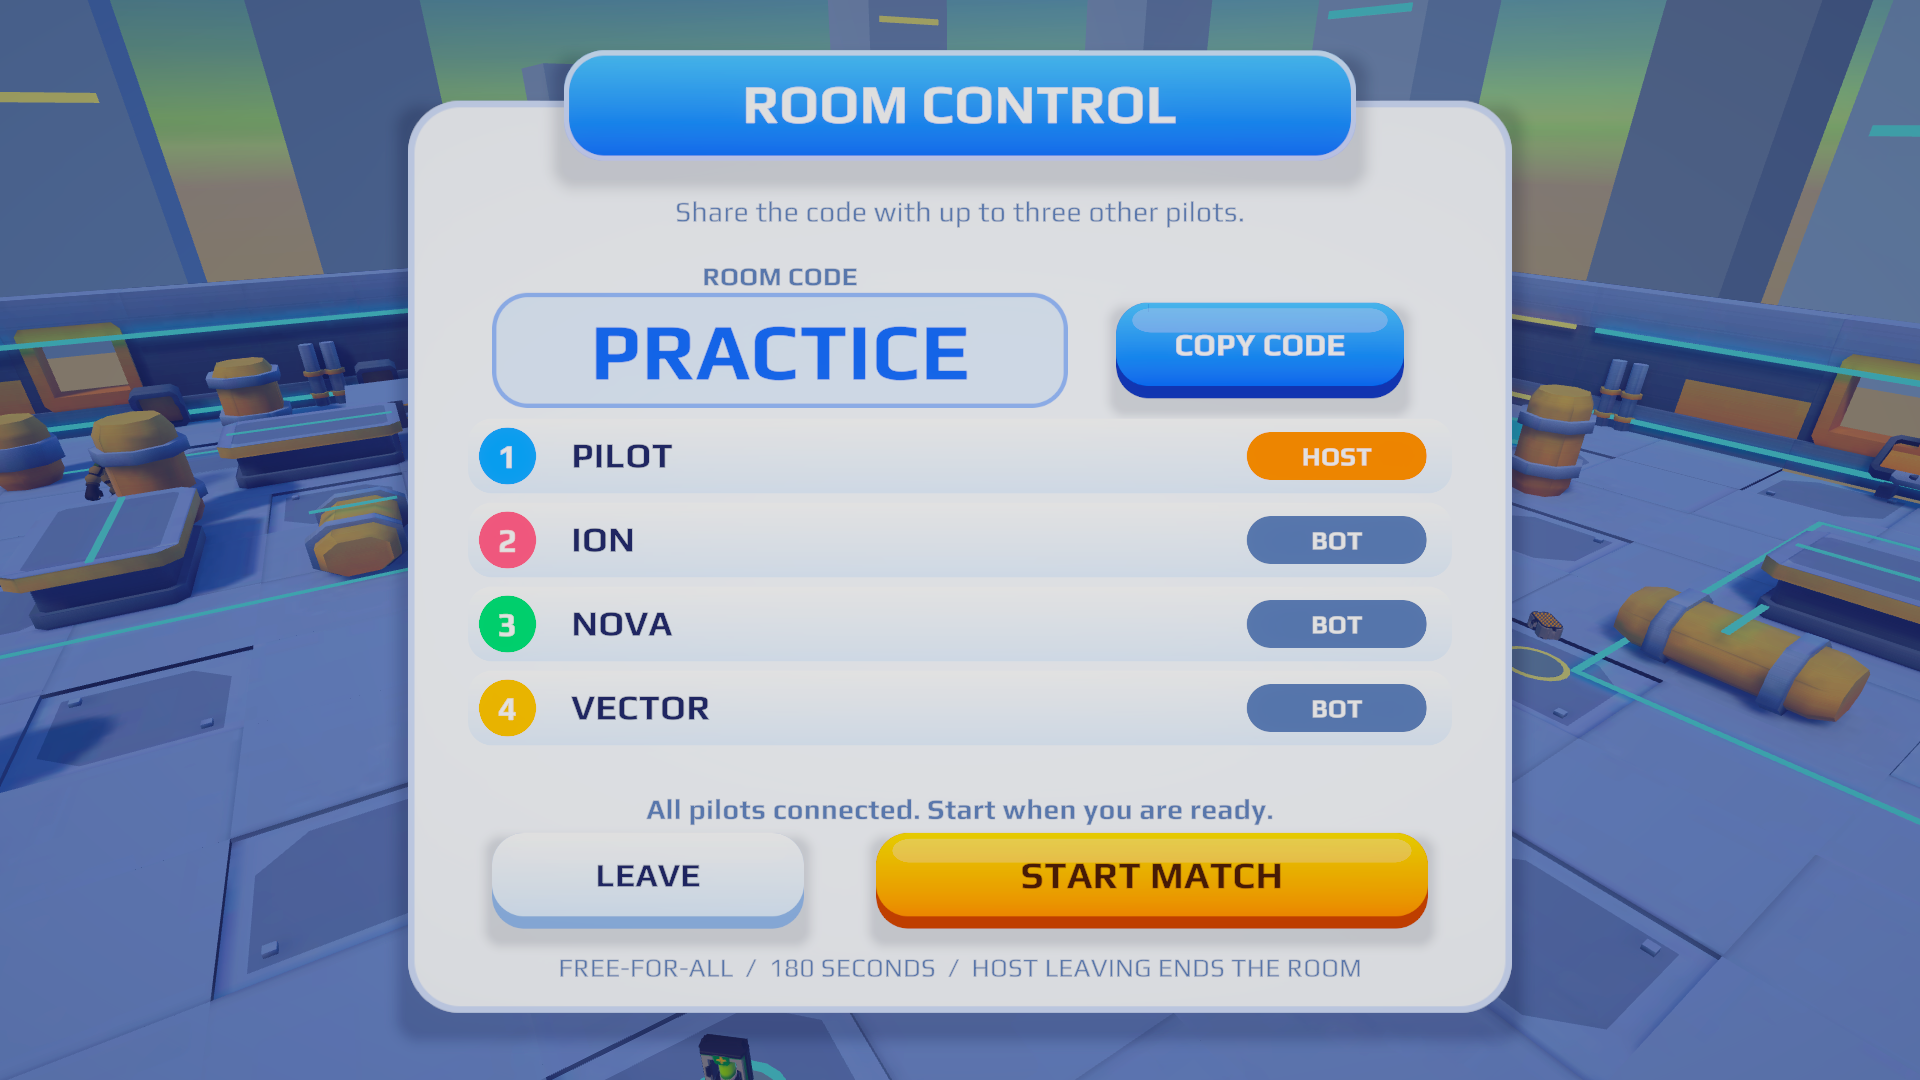 ROOM CONTROL
Share the code with up to three other pilots.
ROOM CODE
PRACTICE
COPY CODE
1 PILOT HOST
2 ION BOT
3 NOVA BOT
4 VECTOR BOT
All pilots connected. Start when you are ready.
LEAVE START MATCH
FREE-FOR-ALL / 180 SECONDS / HOST LEAVING ENDS THE ROOM